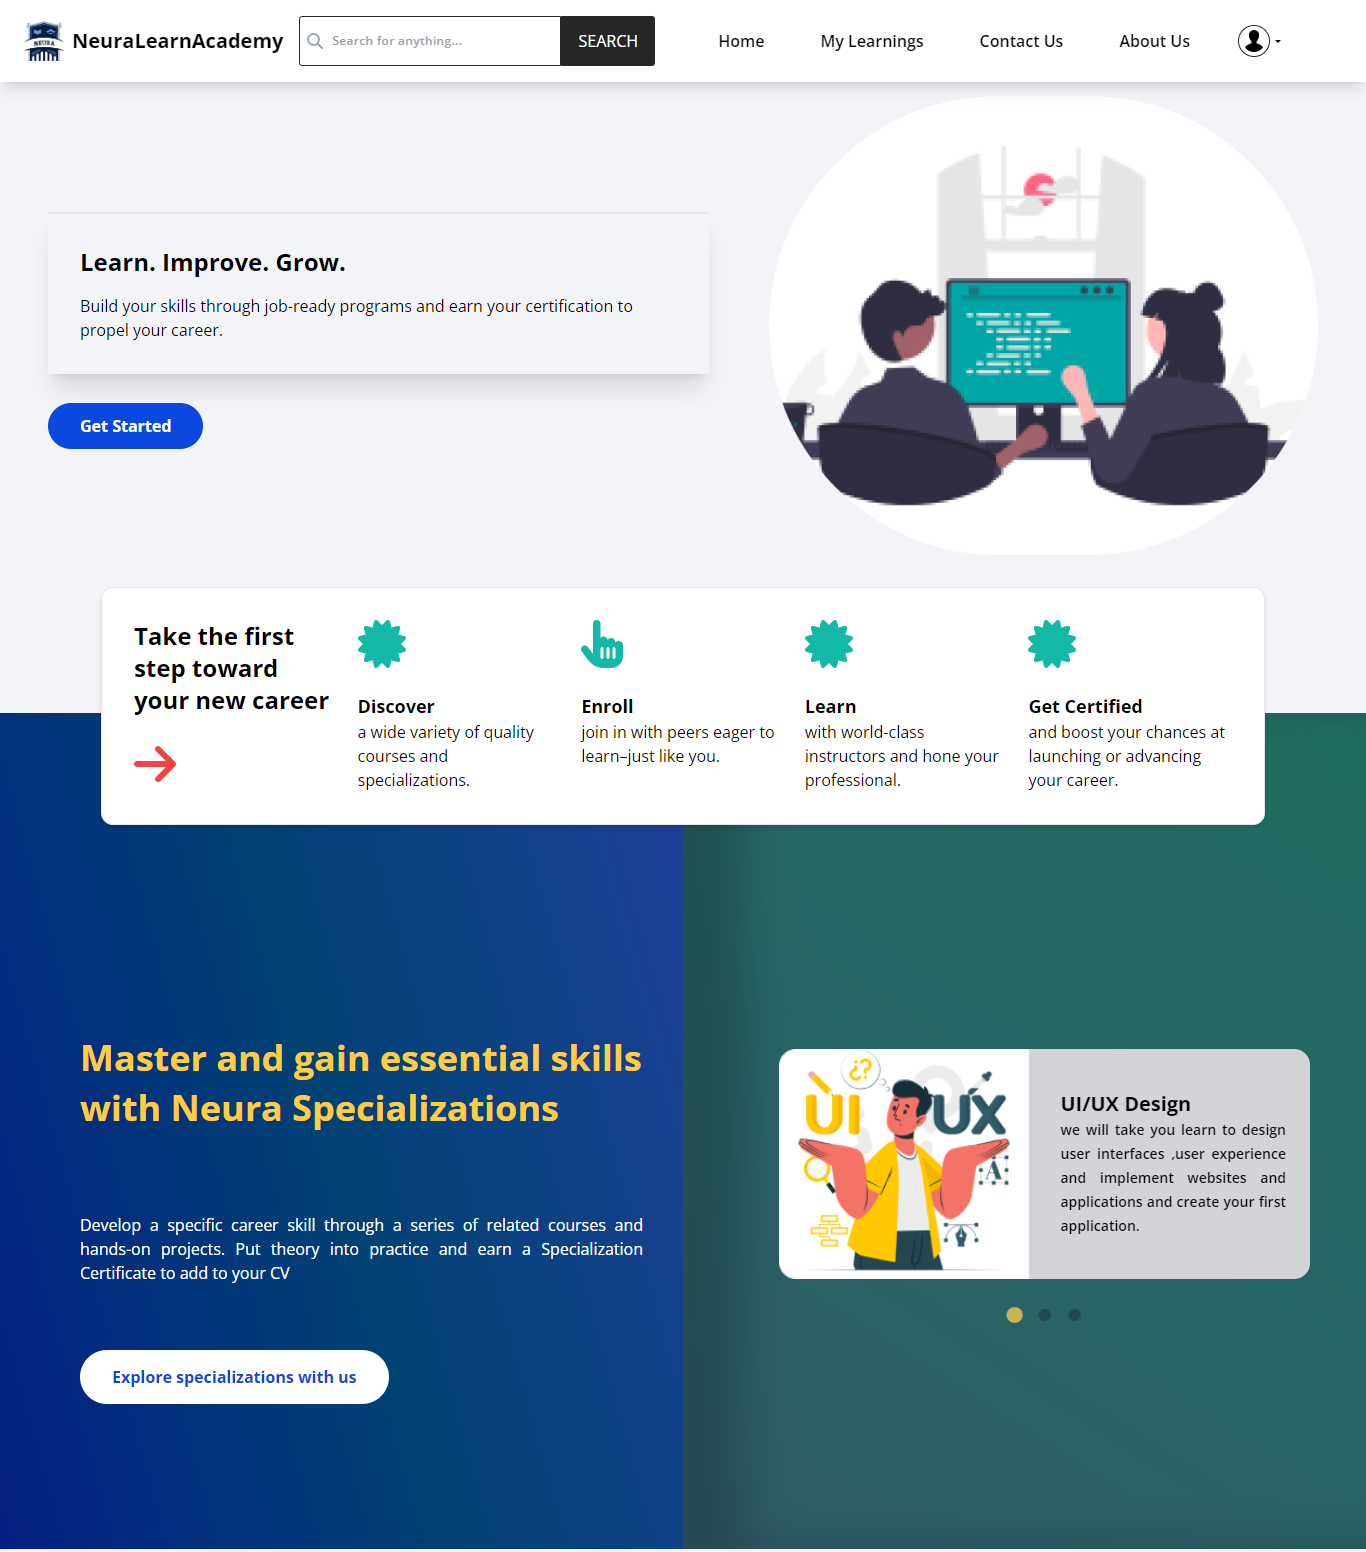 NEURA
NeuraLearnAcademy
Search for anything...
SEARCH
Home
My Learnings
Contact Us
About Us
Learn. Improve. Grow.
Build your skills through job-ready programs and earn your certification to
propel your career.
Get Started
Take the first
step toward
your new career
Discover
a wide variety of quality
courses and
specializations.
Enroll
join in with peers eager to
learn–just like you.
Learn
with world-class
instructors and hone your
professional.
Get Certified
and boost your chances at
launching or advancing
your career.
Master and gain essential skills
with Neura Specializations
Develop a specific career skill through a series of related courses and
hands-on projects. Put theory into practice and earn a Specialization
Certificate to add to your CV
Explore specializations with us
¿?
UI UX
A
UI/UX Design
we will take you learn to design
user interfaces ,user experience
and implement websites and
applications and create your first
application.